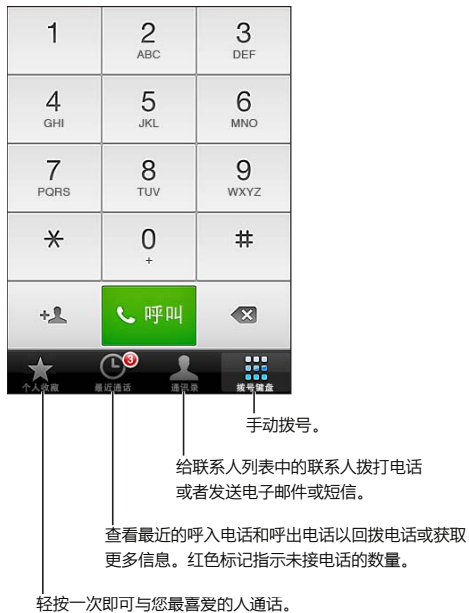 1 2 3
ABC DEF
4 5 6
GHI JKL MNO
7 8 9
PQRS TUV WXYZ
* 0 #
+
+ 呼叫
3
个人收藏 最近通话 通讯录 拨号键盘
手动拨号。
给联系人列表中的联系人拨打电话
或者发送电子邮件或短信。
查看最近的呼入电话和呼出电话以回拨电话或获取
更多信息。红色标记指示未接电话的数量。
轻按一次即可与您最喜爱的人通话。